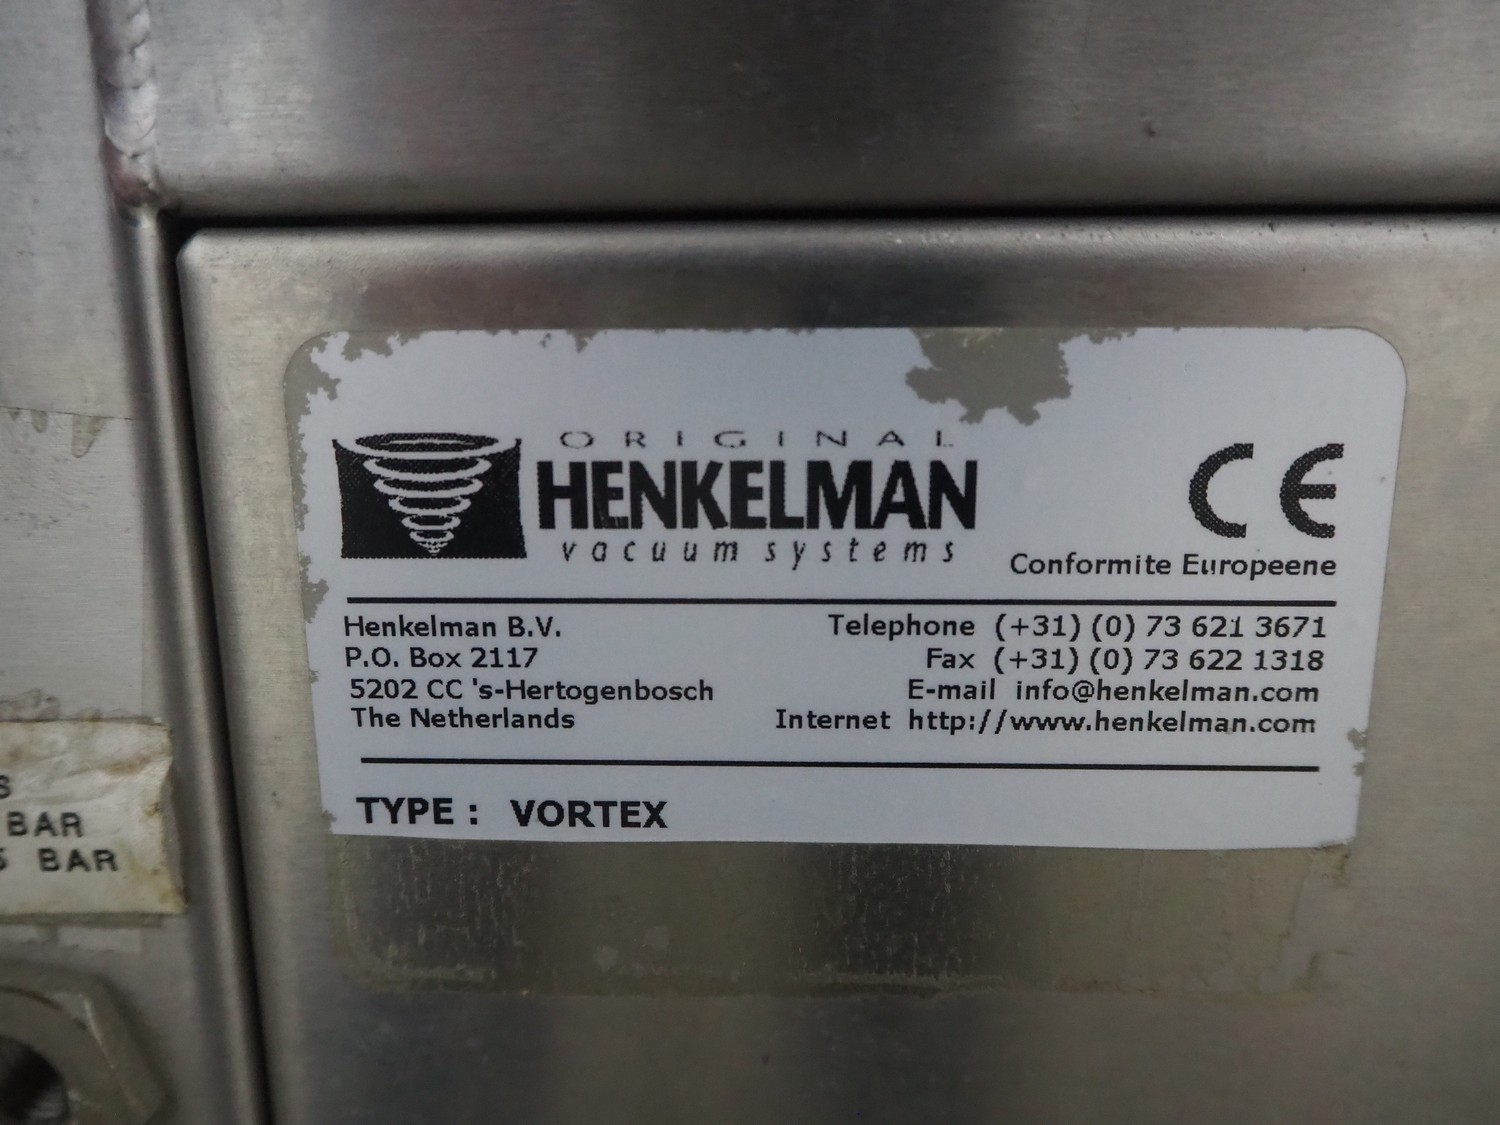 ORIGINAL
HENKELMAN
vacuum systems
CE
Conformite Europeene
Henkelman B.V.
P.O. Box 2117
5202 CC 's-Hertogenbosch
The Netherlands
Telephone (+31) (0) 73 621 3671
Fax (+31) (0) 73 622 1318
E-mail info@henkelman.com
Internet http://www.henkelman.com
TYPE : VORTEX
BAR
BAR